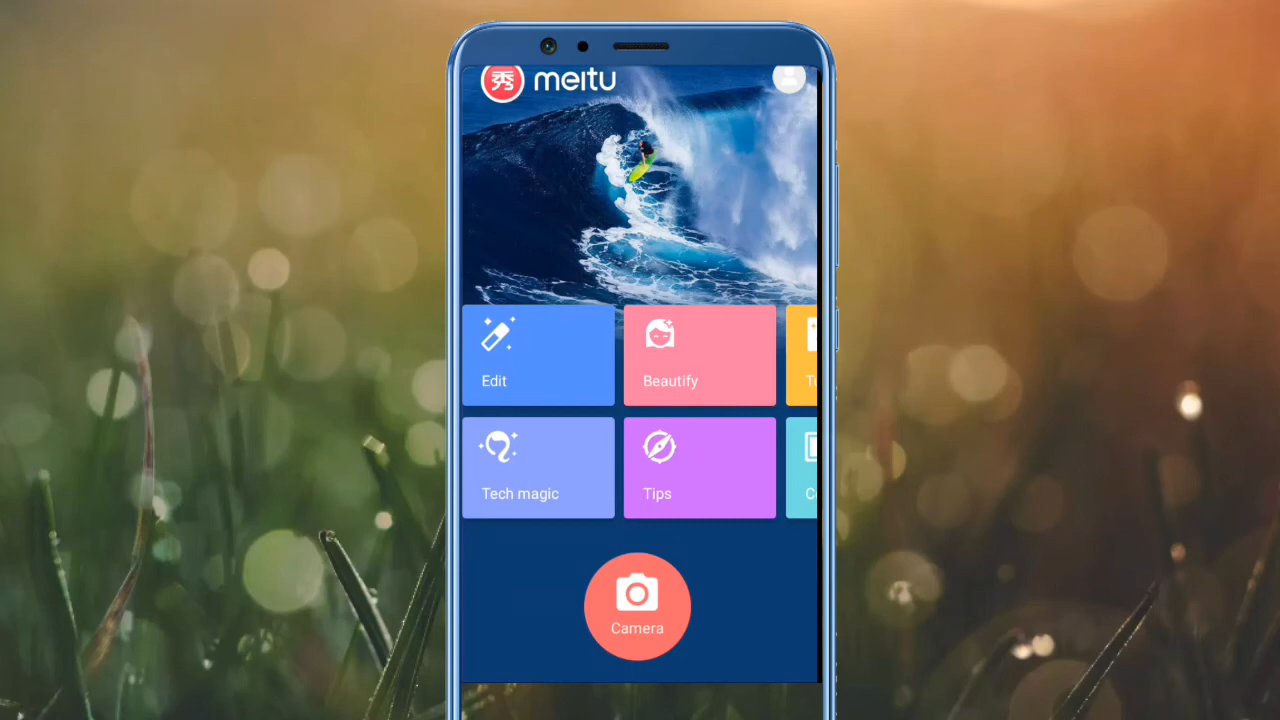 秀 meitu
Edit
Beautify
Tech magic
Tips
Camera